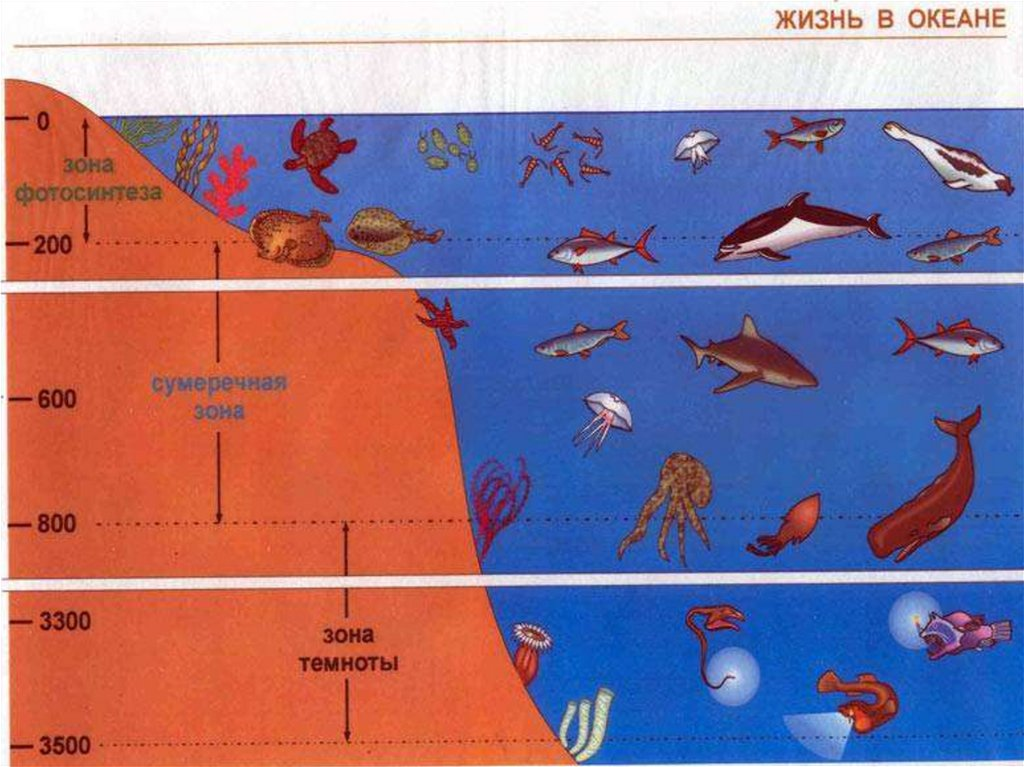 ЖИЗНЬ В ОКЕАНЕ
0
зона
фотосинтеза
200
сумеречная
зона
600
800
3300
зона
темноты
3500